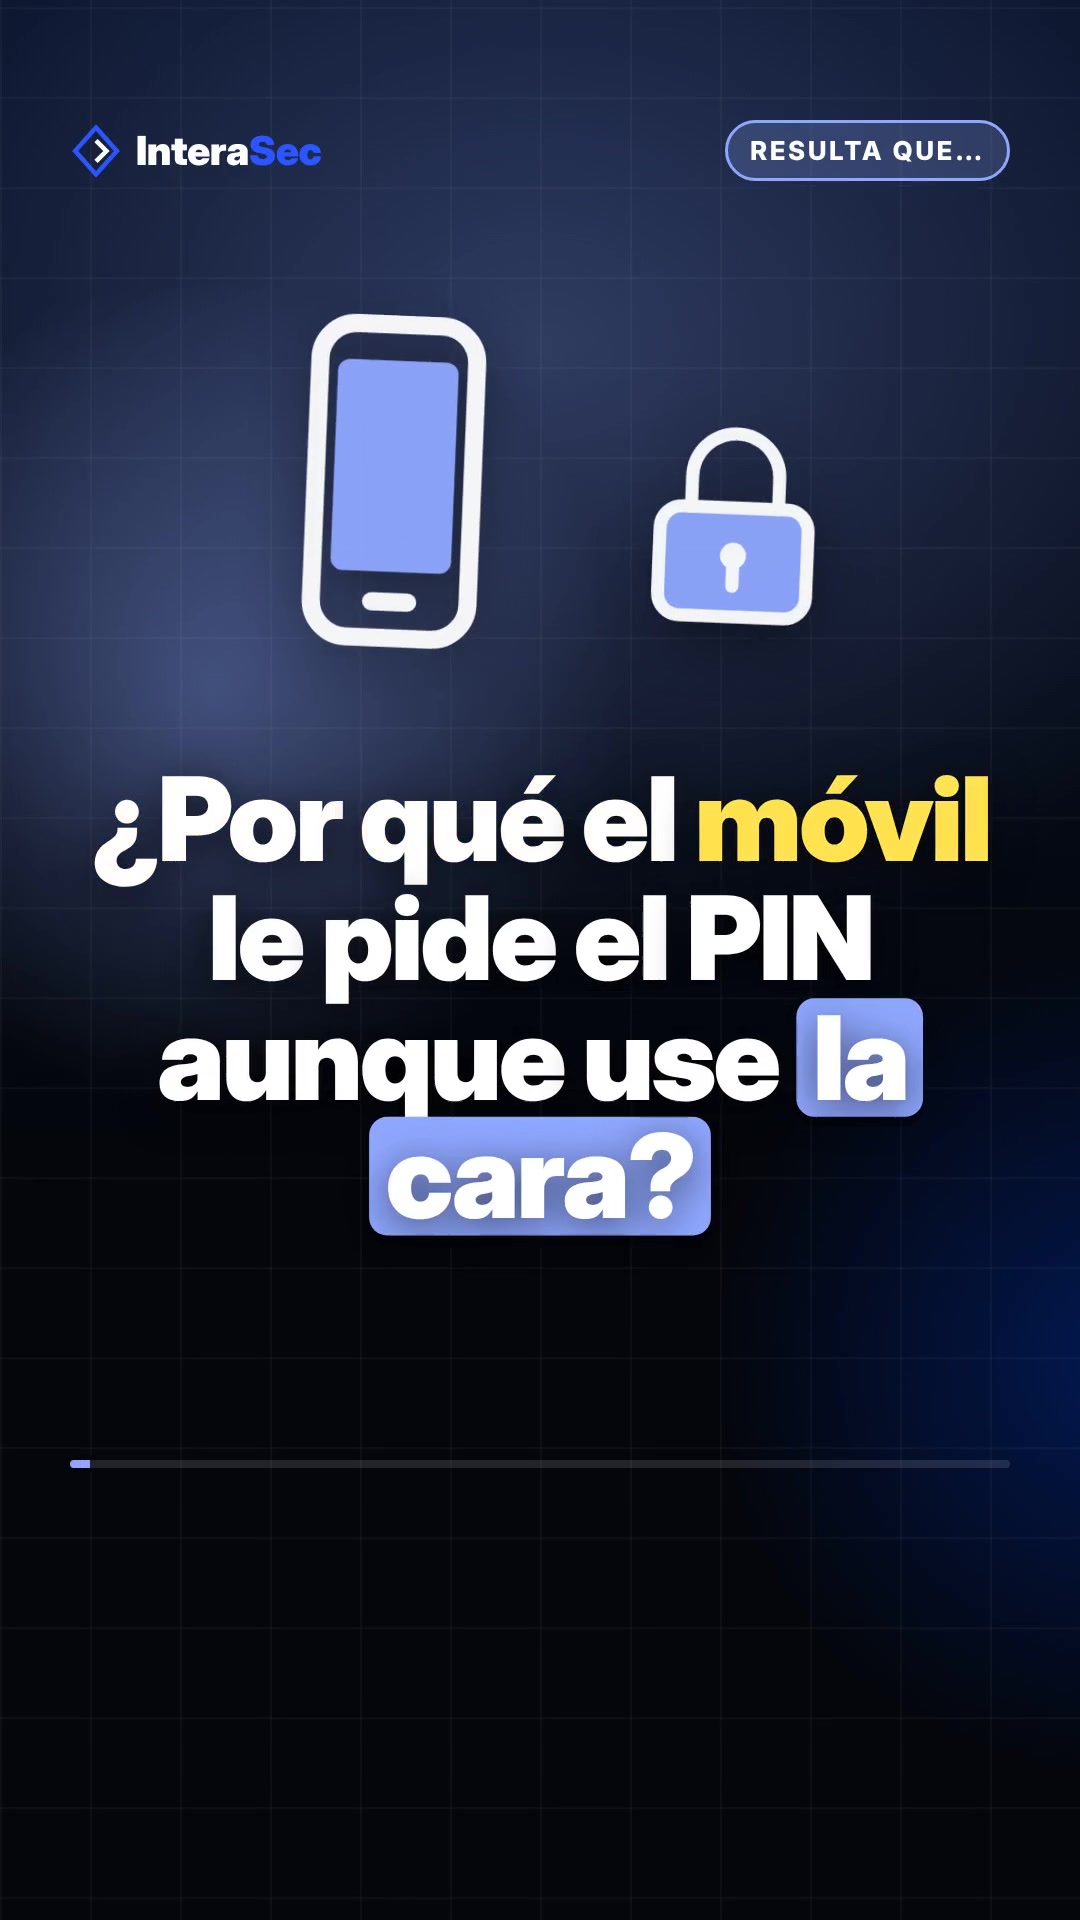 InteraSec
RESULTA QUE...
¿Por qué el móvil
le pide el PIN
aunque use la
cara?